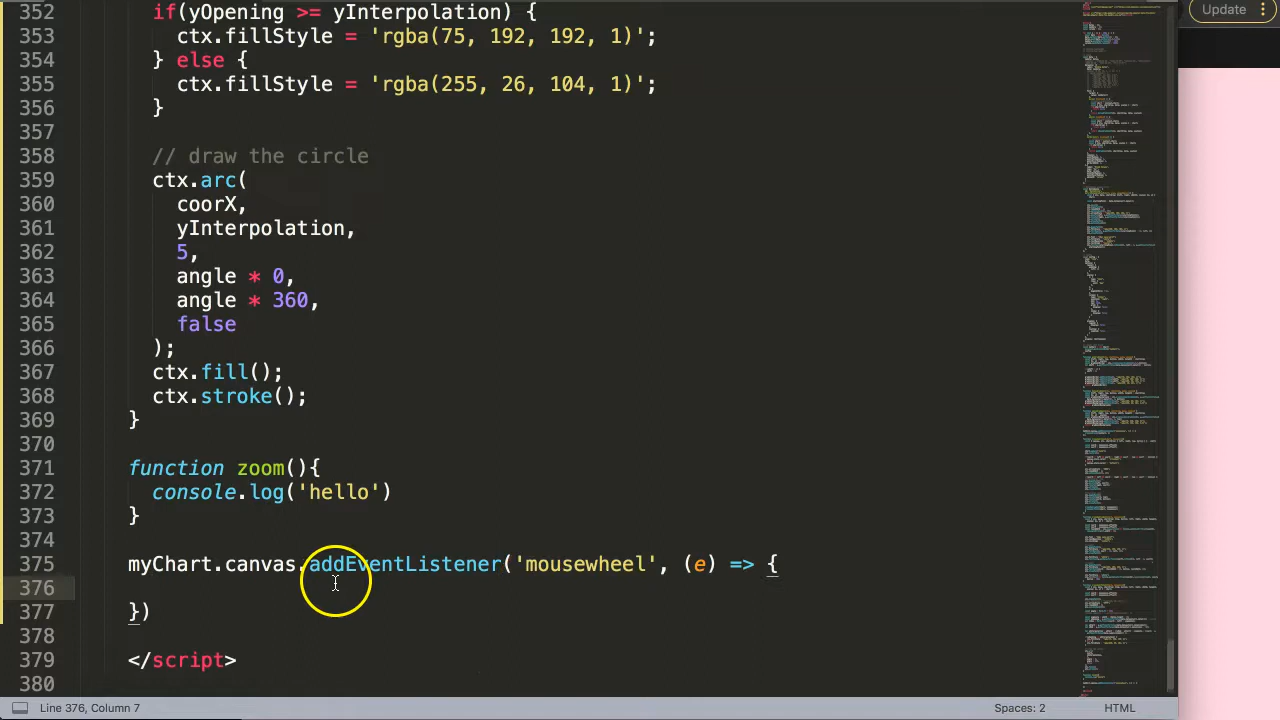 352 if(yOpening >= yInterpolation) {
353 ctx.fillStyle = 'rgba(75, 192, 192, 1)';
354 } else {
355 ctx.fillStyle = 'rgba(255, 26, 104, 1)';
356 }
357
358 // draw the circle
359 ctx.arc(
360 coorX,
361 yInterpolation,
362 5,
363 angle * 0,
364 angle * 360,
365 false
366 );
367 ctx.fill();
368 ctx.stroke();
369 }
370
371 function zoom(){
372 console.log('hello')
373 }
374
375 myChart.canvas.addEventListener('mousewheel', (e) => {
376
377 })
378
379 </script>
380
Update
Line 376, Column 7
Spaces: 2
HTML